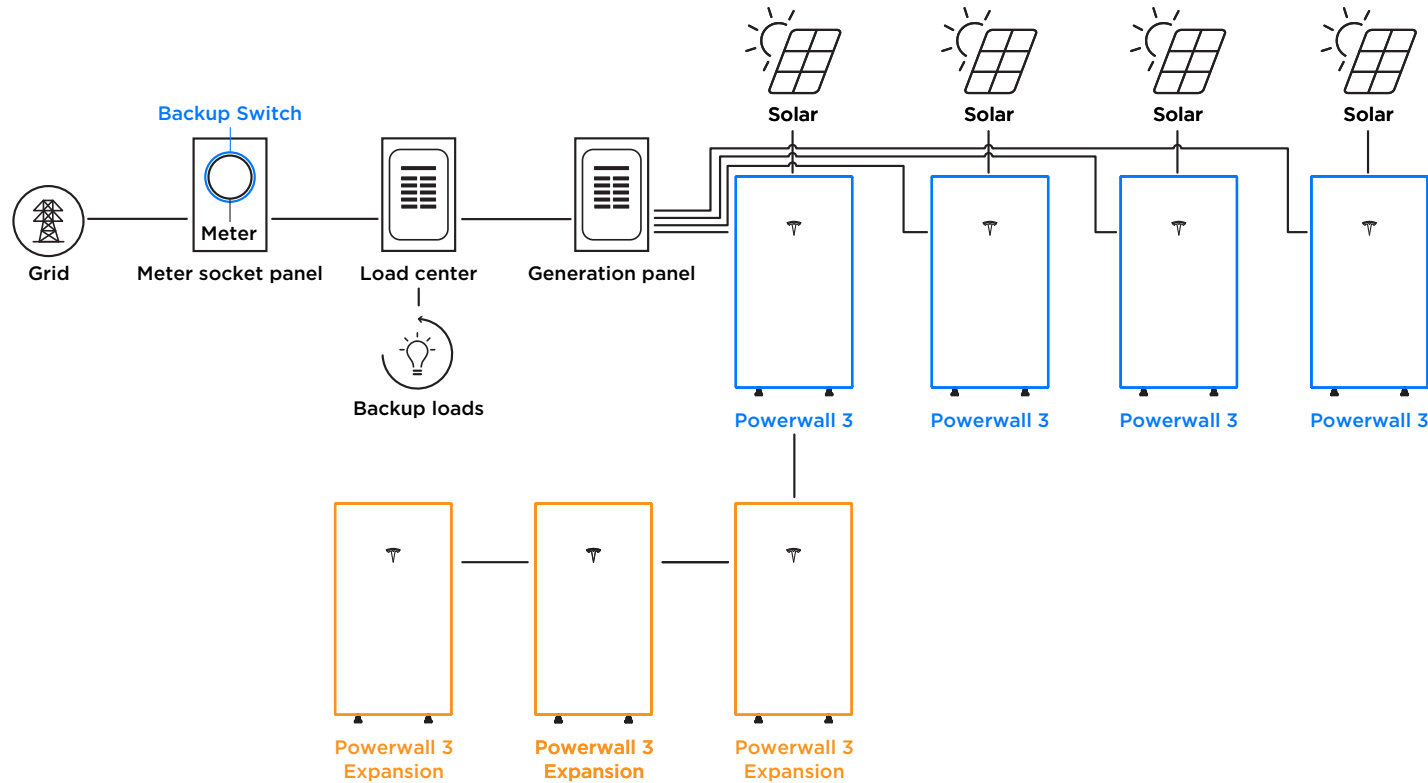 Solar
Solar
Solar
Solar
Backup Switch
Meter
Grid
Meter socket panel
Load center
Generation panel
Backup loads
Powerwall 3
Powerwall 3
Powerwall 3
Powerwall 3
Powerwall 3
Expansion
Powerwall 3
Expansion
Powerwall 3
Expansion